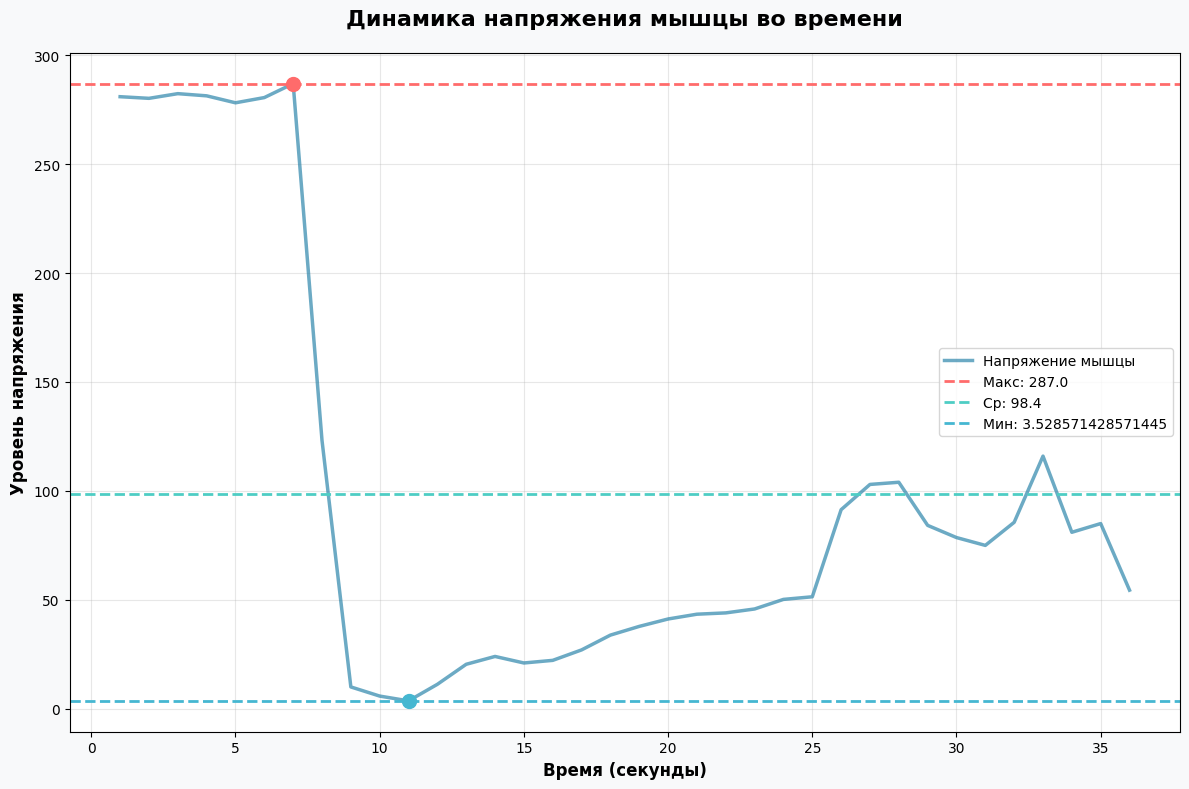 Динамика напряжения мышцы во времени
Уровень напряжения
300
250
200
150
100
50
0
Напряжение мышцы
Макс: 287.0
Ср: 98.4
Мин: 3.528571428571445
0 5 10 15 20 25 30 35
Время (секунды)